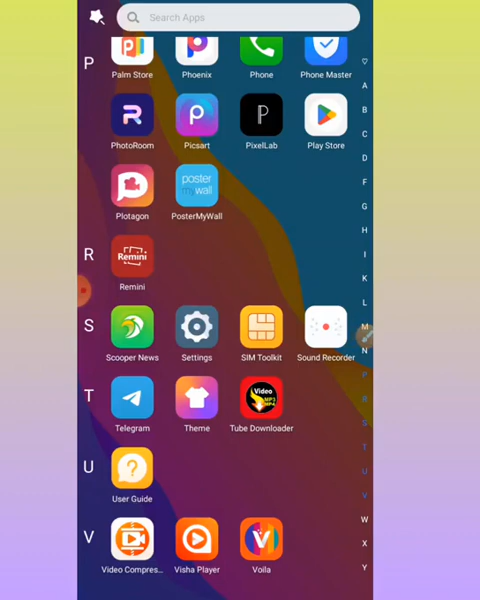 Search Apps
P
Palm Store Phoenix Phone Phone Master
PhotoRoom Picsart PixelLab Play Store
poster
my wall
Plotagon PosterMyWall
R
Remini
Remini
S
Scooper News Settings SIM Toolkit Sound Recorder
T
Video
MP3
MP4
Telegram Theme Tube Downloader
U
User Guide
V
Video Compres... Visha Player Voila
A
B
C
D
F
G
H
I
K
L
M
N
P
R
S
T
U
V
W
X
Y